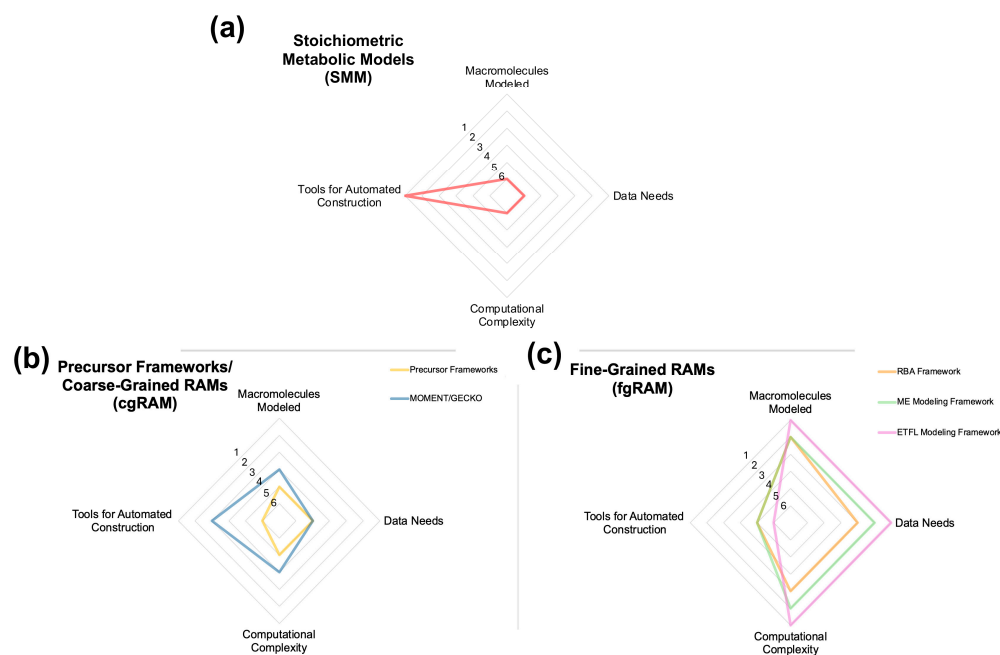 (a)
Stoichiometric
Metabolic Models
(SMM)
Macromolecules
Modeled
1
2
3
4
5
6
Tools for Automated
Construction
Data Needs
Computational
Complexity
(b)
Precursor Frameworks/
Coarse-Grained RAMs
(cgRAM)
Precursor Frameworks
MOMENT/GECKO
Macromolecules
Modeled
1
2
3
4
5
6
Tools for Automated
Construction
Data Needs
Computational
Complexity
(c)
Fine-Grained RAMs
(fgRAM)
RBA Framework
ME Modeling Framework
ETFL Modeling Framework
Macromolecules
Modeled
1
2
3
4
5
6
Tools for Automated
Construction
Data Needs
Computational
Complexity